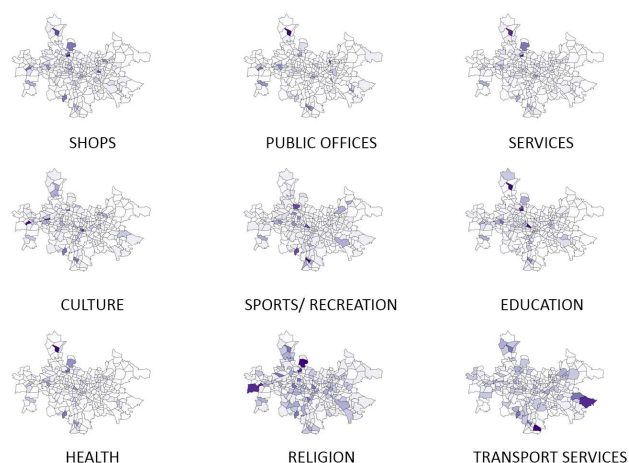 SHOPS
PUBLIC OFFICES
SERVICES
CULTURE
SPORTS/ RECREATION
EDUCATION
HEALTH
RELIGION
TRANSPORT SERVICES